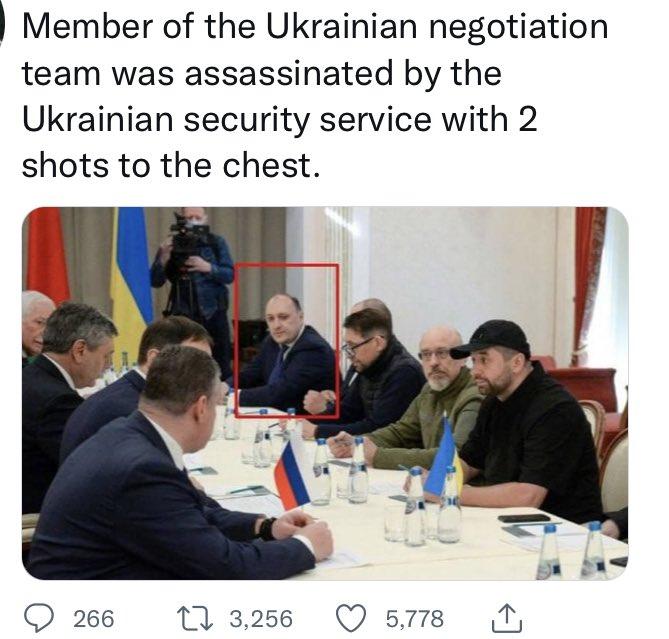 Member of the Ukrainian negotiation
team was assassinated by the
Ukrainian security service with 2
shots to the chest.
266 3,256 5,778